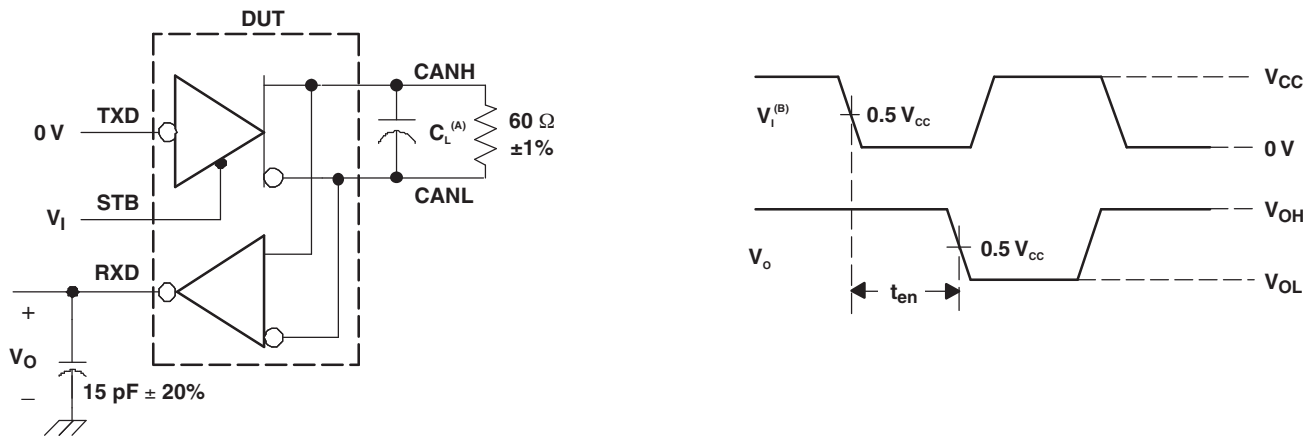 DUT
TXD
0 V
STB
V_I
CANH
C_L^(A)
60 Ω
±1%
CANL
RXD
+
V_O
–
15 pF ± 20%
V_I^(B)
0.5 V_CC
V_CC
0 V
V_O
0.5 V_CC
t_en
V_OH
V_OL